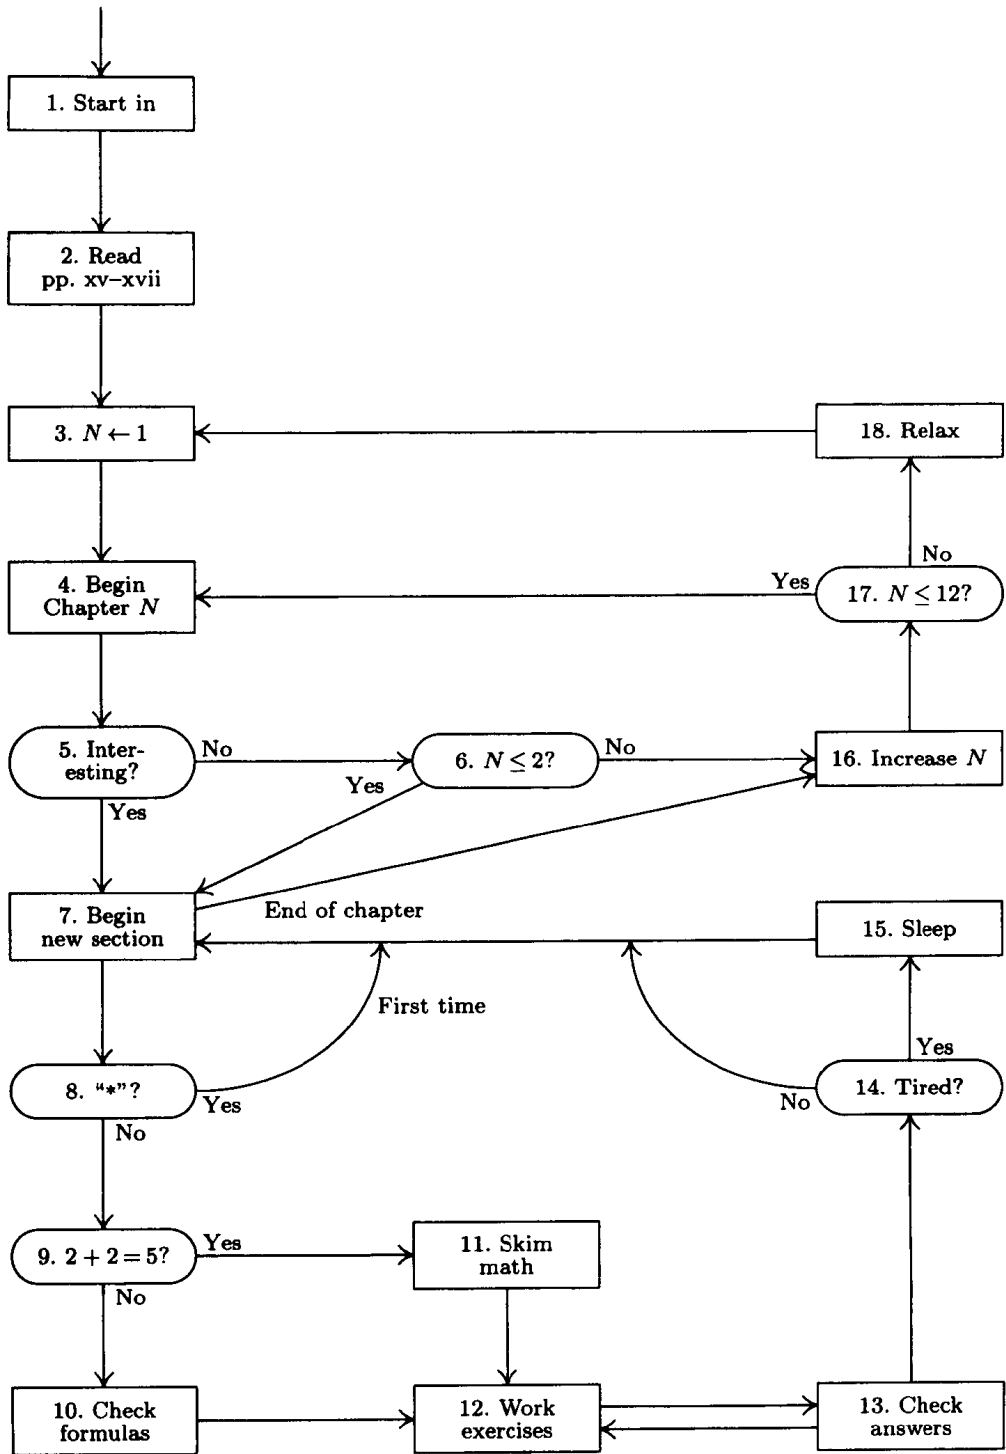 1. Start in
2. Read
pp. xv–xvii
3. N ← 1
18. Relax
No
4. Begin
Chapter N
Yes
17. N ≤ 12?
5. Inter-
esting?
No
6. N ≤ 2?
No
16. Increase N
Yes
Yes
7. Begin
new section
End of chapter
15. Sleep
First time
Yes
8. “*”?
Yes
14. Tired?
No
No
9. 2 + 2 = 5?
Yes
11. Skim
math
No
10. Check
formulas
12. Work
exercises
13. Check
answers